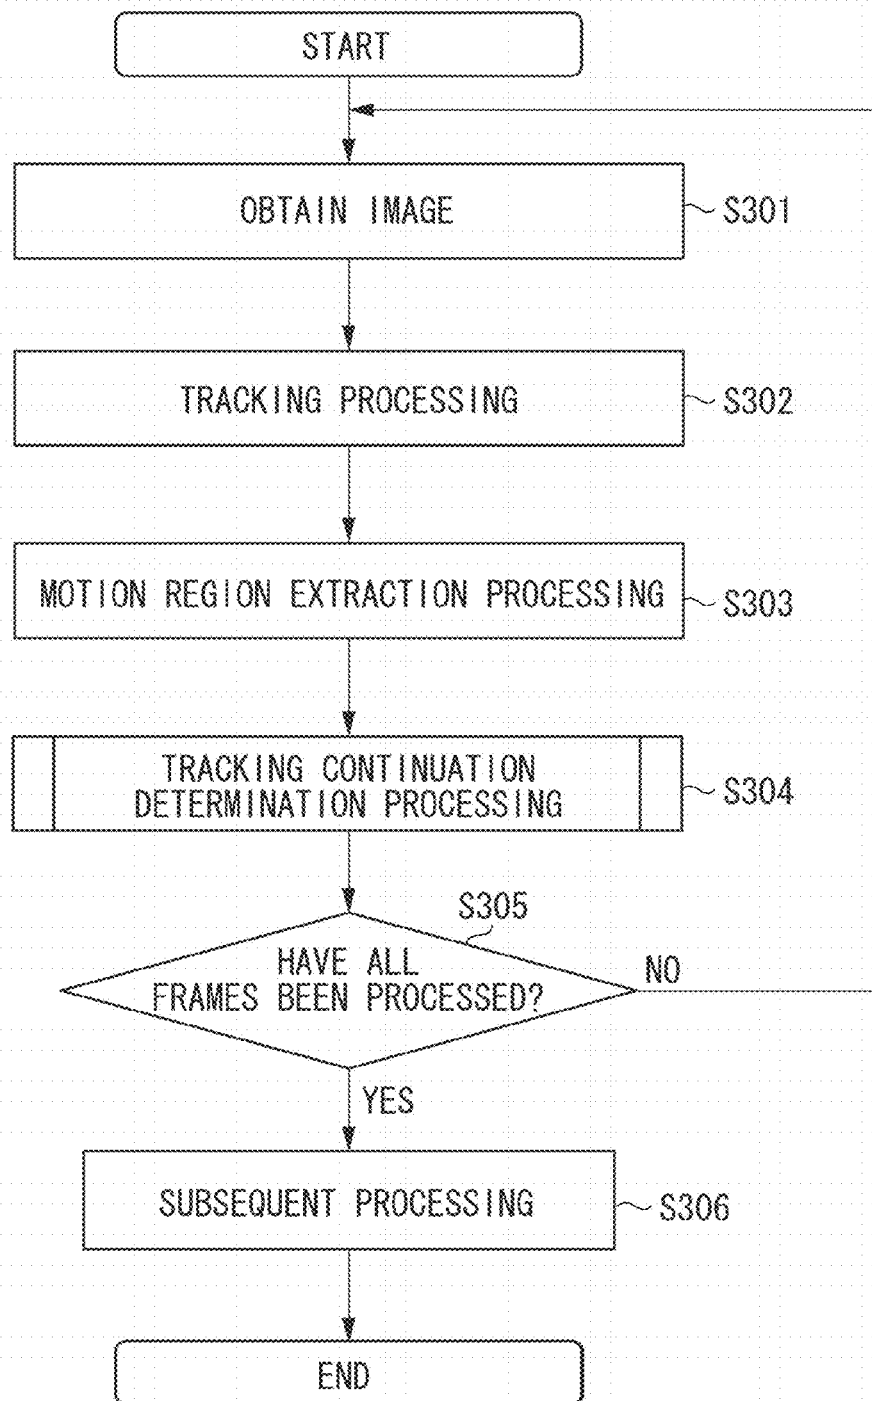 START
OBTAIN IMAGE
S301
TRACKING PROCESSING
S302
MOTION REGION EXTRACTION PROCESSING
S303
TRACKING CONTINUATION
DETERMINATION PROCESSING
S304
S305
HAVE ALL
FRAMES BEEN PROCESSED?
NO
YES
SUBSEQUENT PROCESSING
S306
END